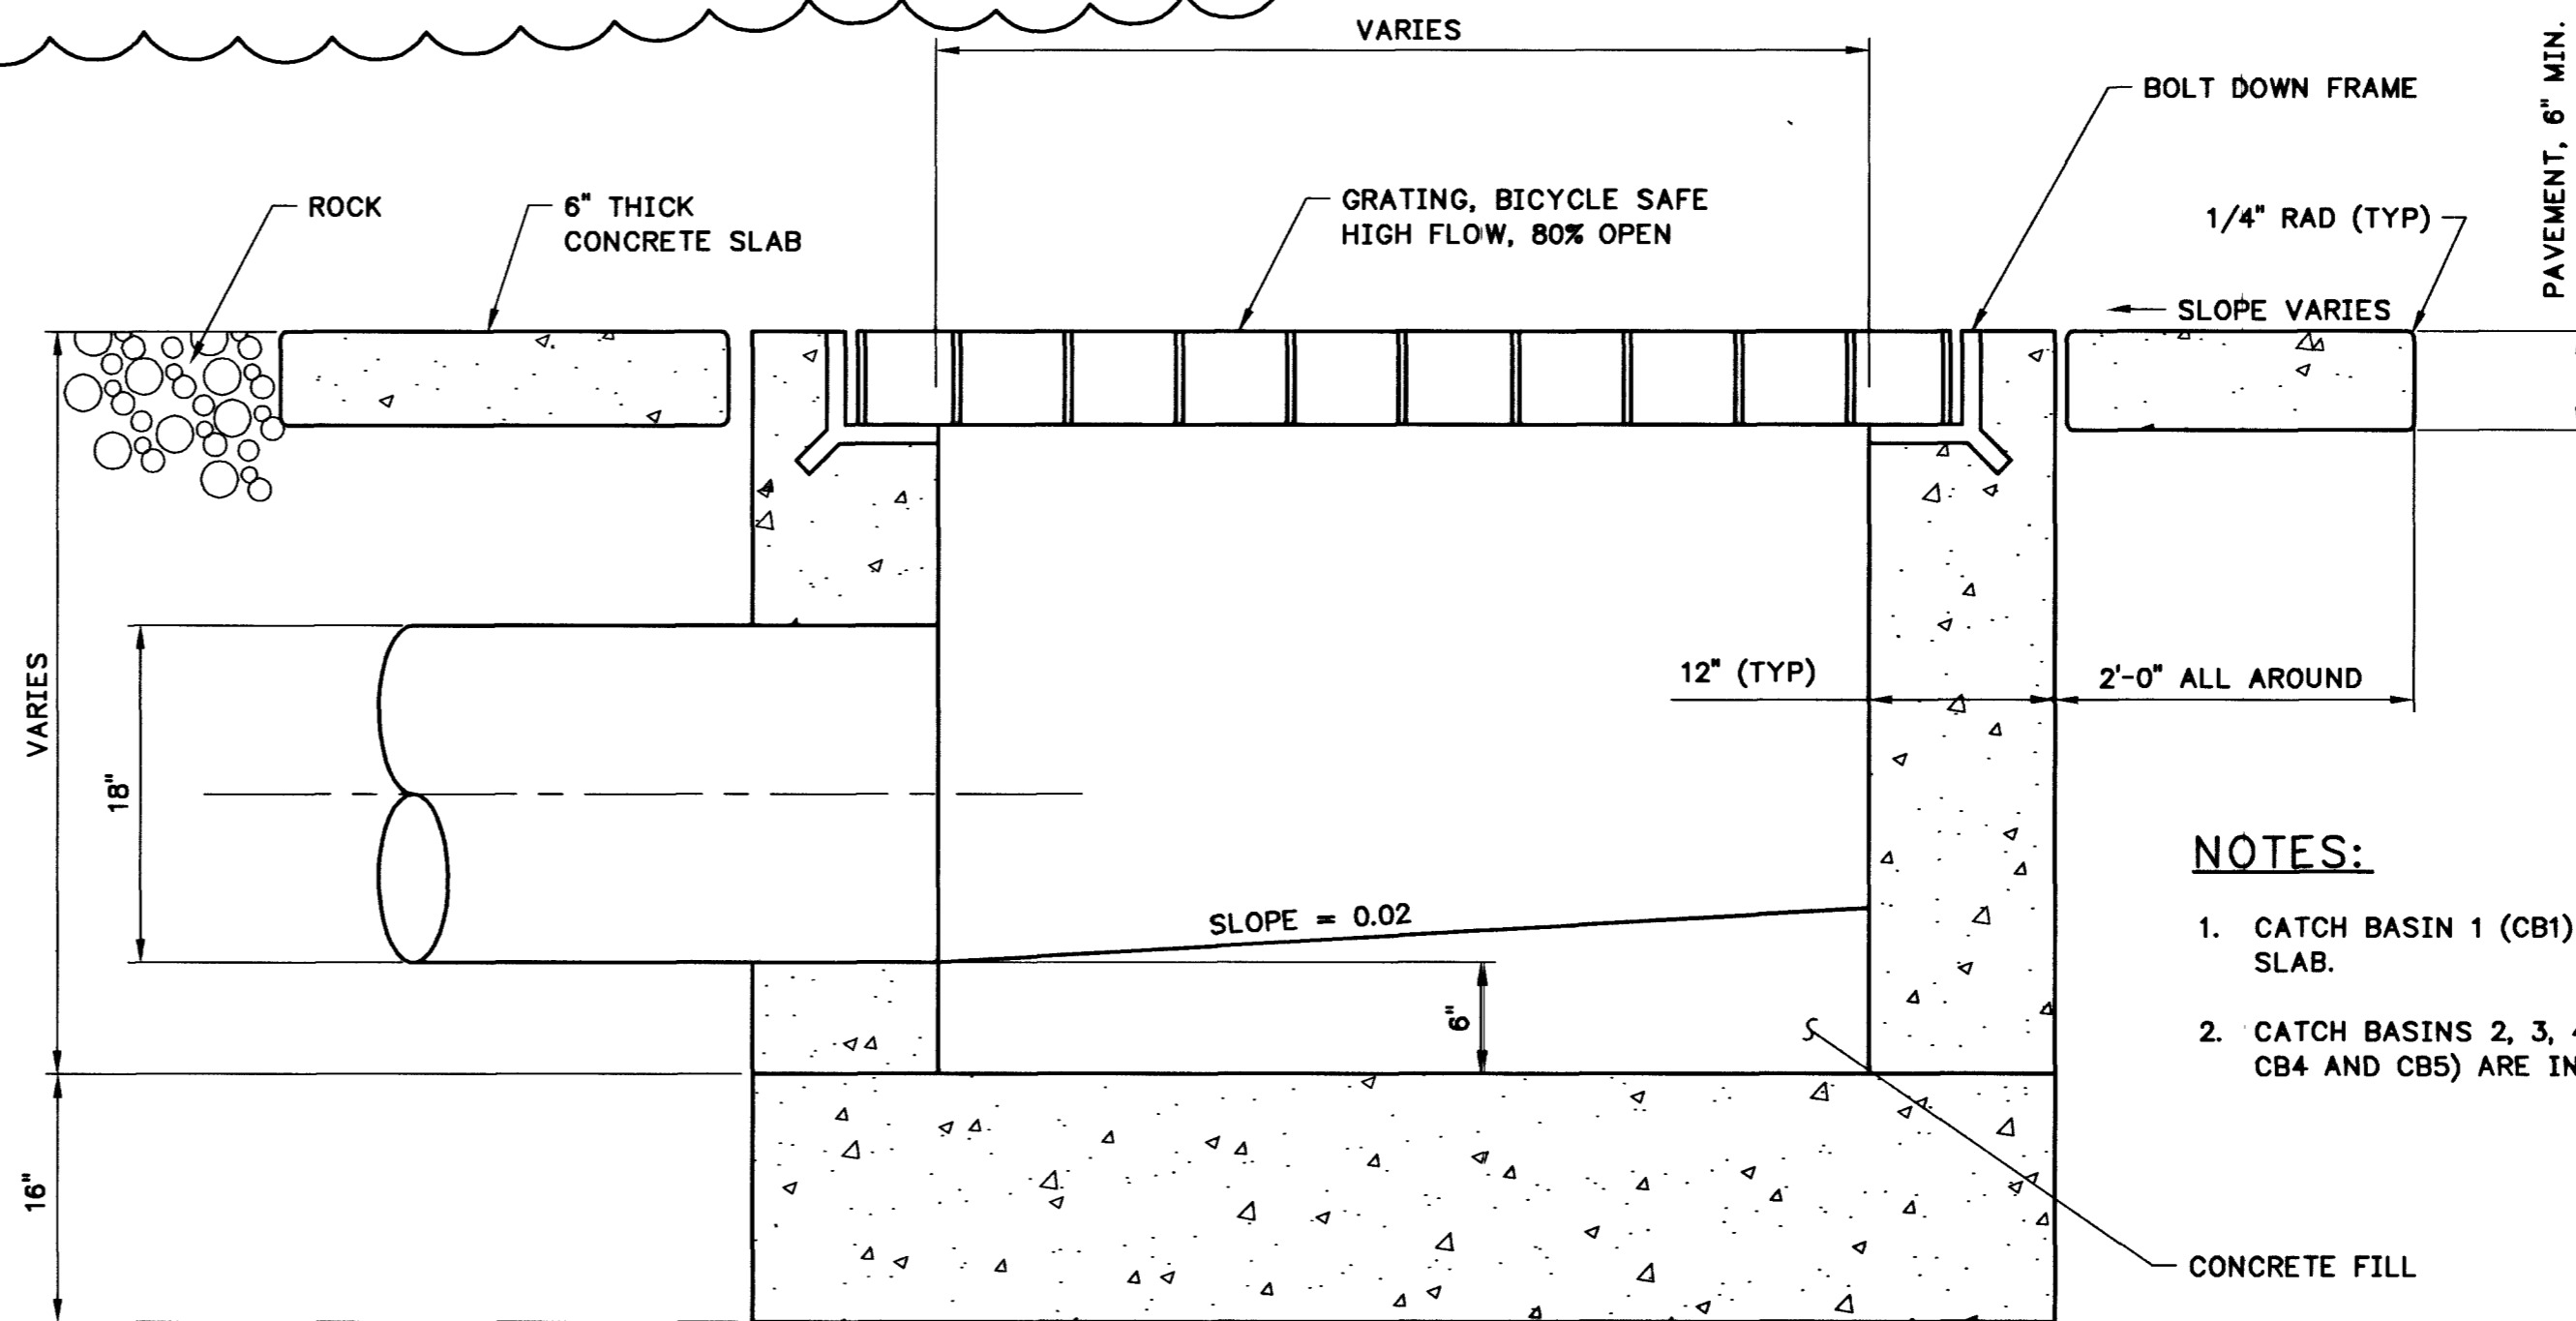 VARIES
PAVEMENT, 6" MIN.
BOLT DOWN FRAME
ROCK
6" THICK
CONCRETE SLAB
GRATING, BICYCLE SAFE
HIGH FLOW, 80% OPEN
1/4" RAD (TYP)
SLOPE VARIES
VARIES
18"
12" (TYP)
2'-0" ALL AROUND
SLOPE = 0.02
6"
NOTES:
1. CATCH BASIN 1 (CB1)
SLAB.
2. CATCH BASINS 2, 3,
CB4 AND CB5) ARE IN
16"
CONCRETE FILL